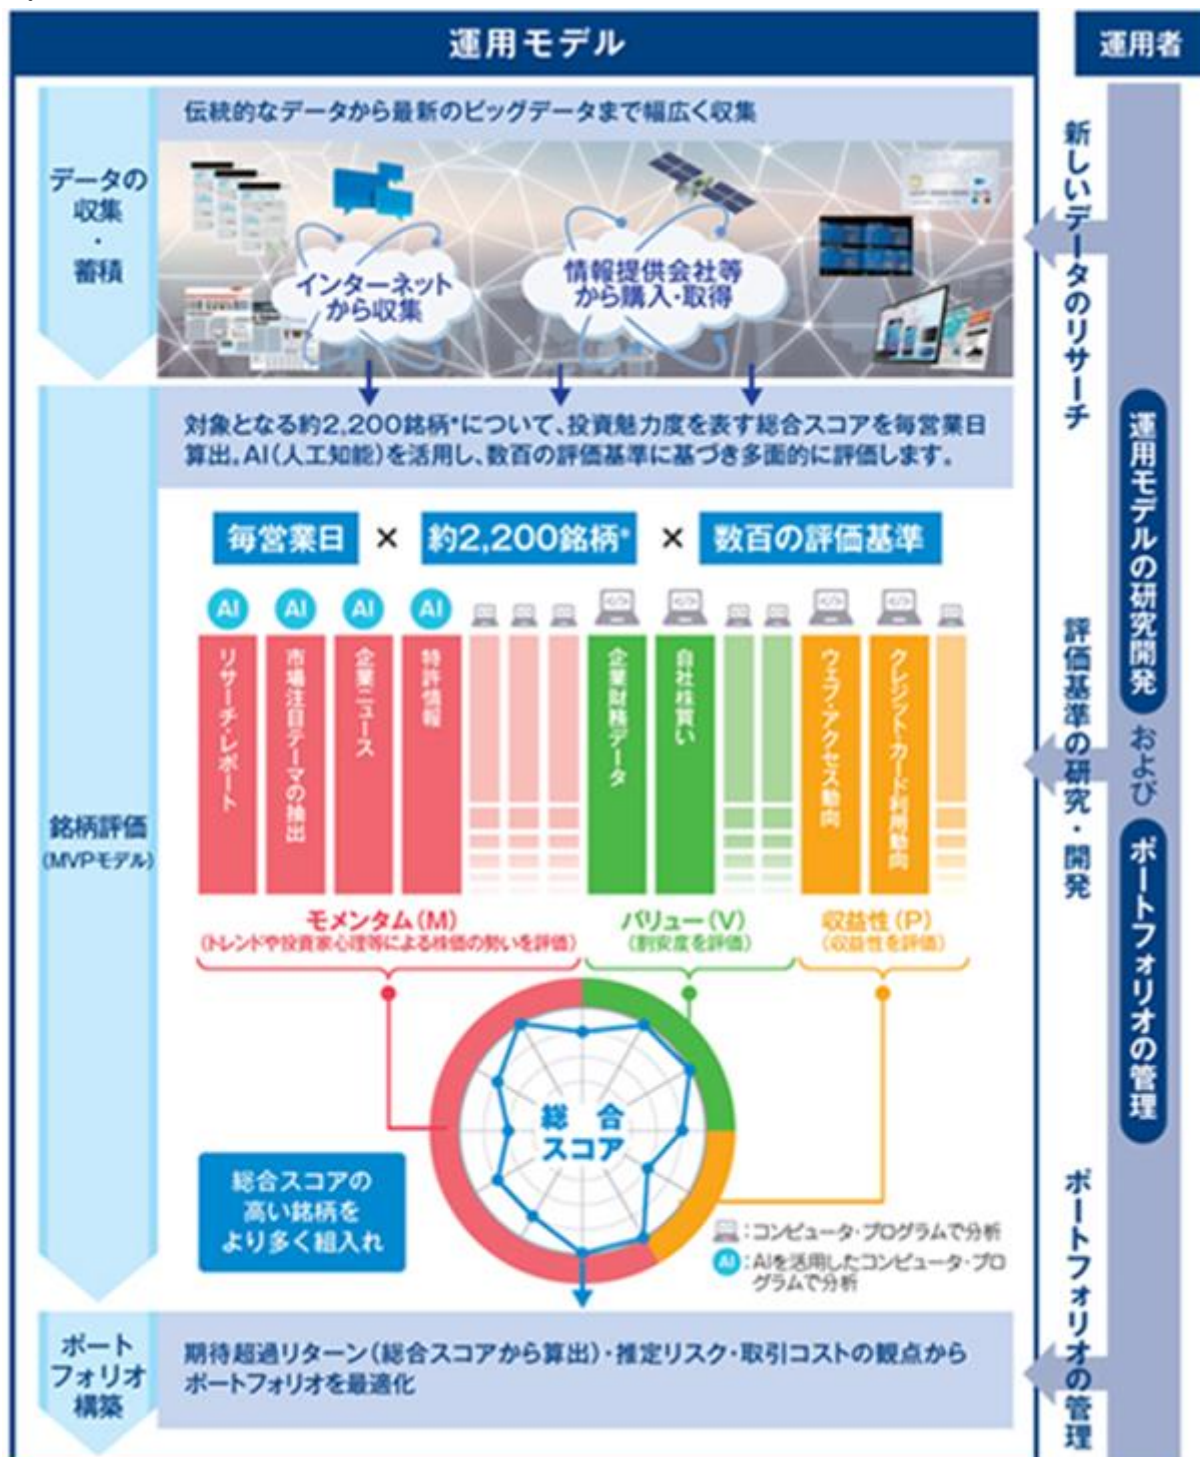 運用モデル
運用者
データの
収集
・
蓄積
伝統的なデータから最新のビッグデータまで幅広く収集
インターネット
から収集
情報提供会社等
から購入・取得
新しいデータのリサーチ
銘柄評価
(MVPモデル)
対象となる約2,200銘柄*について、投資魅力度を表す総合スコアを毎営業日
算出。AI(人工知能)を活用し、数百の評価基準に基づき多面的に評価します。
毎営業日 × 約2,200銘柄* × 数百の評価基準
AI
AI
AI
AI
リサーチ・レポート
市場注目テーマの抽出
企業ニュース
特許情報
企業財務データ
自社株買い
ウェブ・アクセス動向
クレジット・カード利用動向
モメンタム(M)
(トレンドや投資家心理等による株価の勢いを評価)
バリュー(V)
(割安度を評価)
収益性(P)
(収益性を評価)
総合
スコア
総合スコアの
高い銘柄を
より多く組入れ
:コンピュータ・プログラムで分析
AI:AIを活用したコンピュータ・プロ
グラムで分析
評価基準の研究・開発
運用モデルの研究開発
および
ポートフォリオの管理
ポート
フォリオ
構築
期待超過リターン(総合スコアから算出)・推定リスク・取引コストの観点から
ポートフォリオを最適化
ポートフォリオの管理